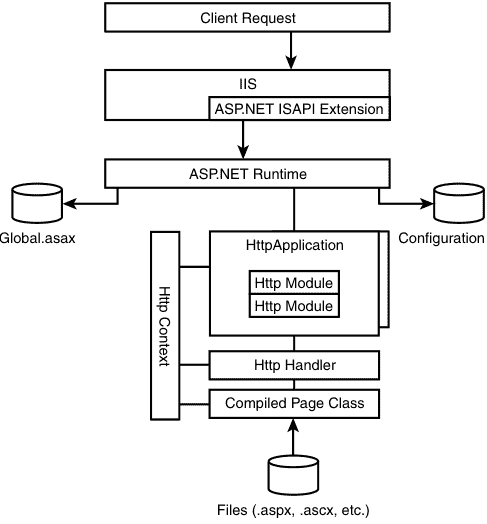 Client Request
IIS
ASP.NET ISAPI Extension
ASP.NET Runtime
Global.asax
Configuration
HttpApplication
Http Module
Http Module
Http Context
Http Handler
Compiled Page Class
Files (.aspx, .ascx, etc.)